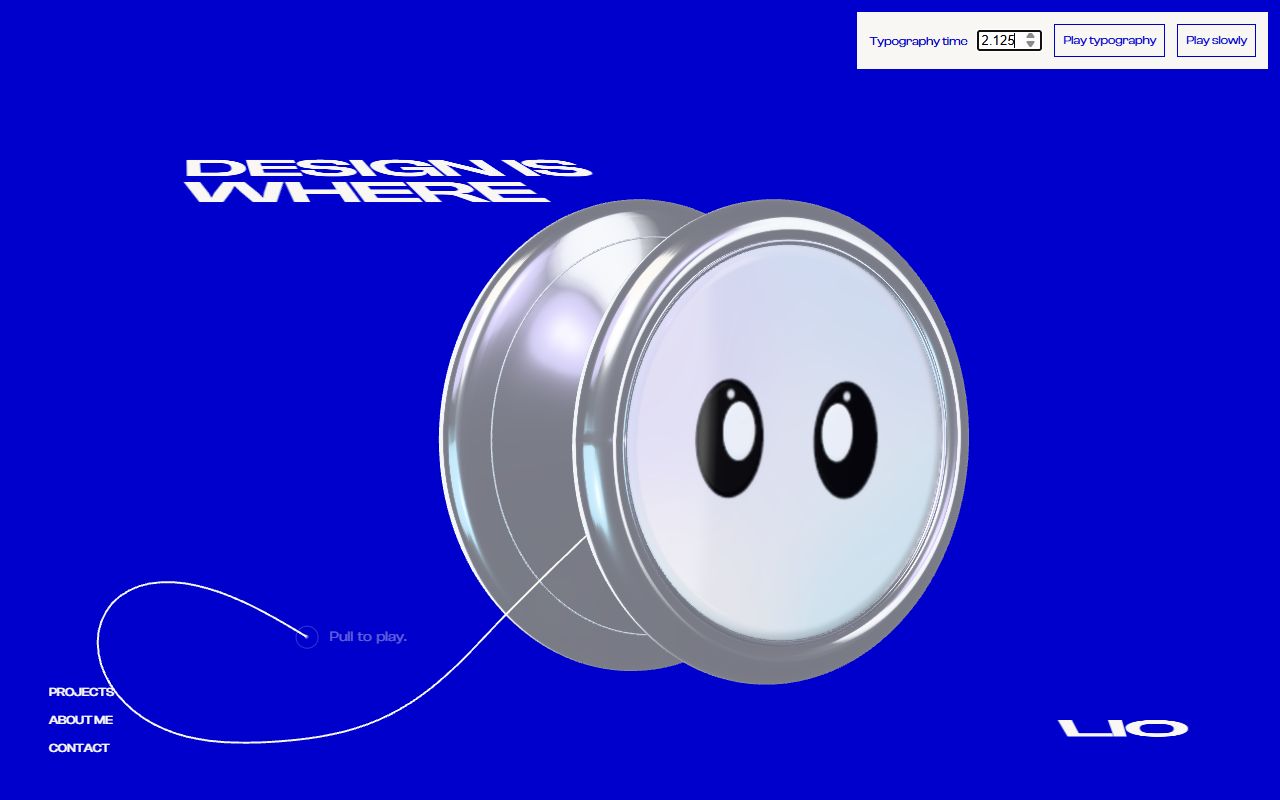 Typography time 2.125 Play typography Play slowly
DESIGN IS
WHERE
Pull to play.
PROJECTS
ABOUT ME
CONTACT
LIO